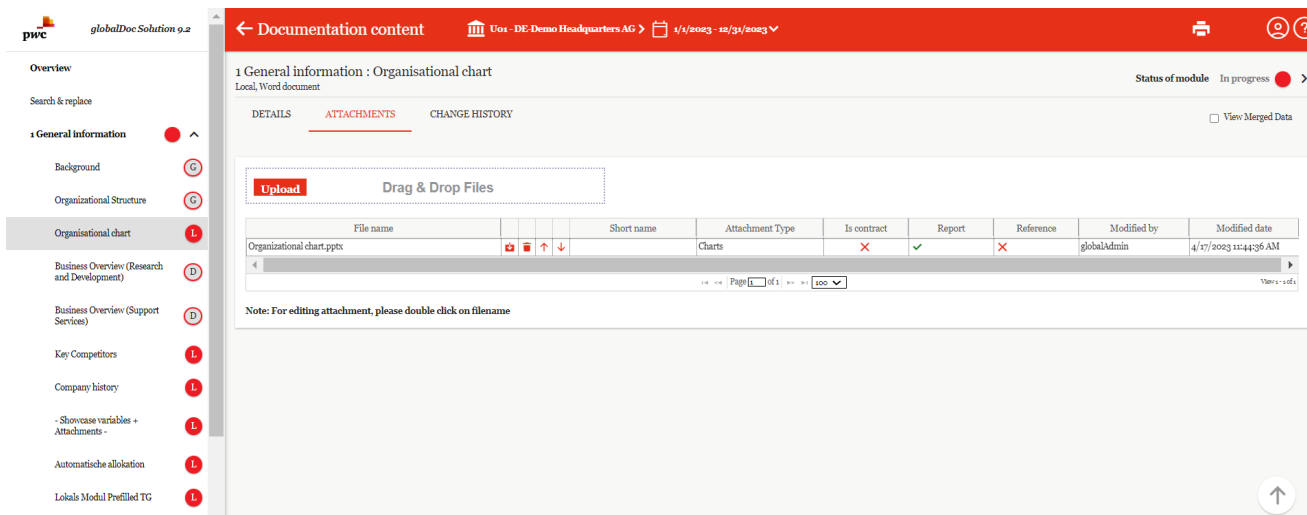 pwc
globalDoc Solution 9.2
Overview
Search & replace
1 General information
Background
G
Organizational Structure
G
Organisational chart
L
Business Overview (Research
and Development)
D
Business Overview (Support
Services)
D
Key Competitors
L
Company history
L
- Showcase variables +
Attachments -
L
Automatische allokation
L
Lokals Modul Prefilled TG
L
Documentation content
U01 - DE-Demo Headquarters AG
1/1/2023 - 12/31/2023
?
1 General information : Organisational chart
Local, Word document
Status of module In progress
DETAILS ATTACHMENTS CHANGE HISTORY
View Merged Data
Upload Drag & Drop Files
File name Short name Attachment Type Is contract Report Reference Modified by Modified date
Organizational chart.pptx Charts globalAdmin 4/17/2023 11:44:36 AM
Page 1 of 1 100 View 1 - 1 of 1
Note: For editing attachment, please double click on filename